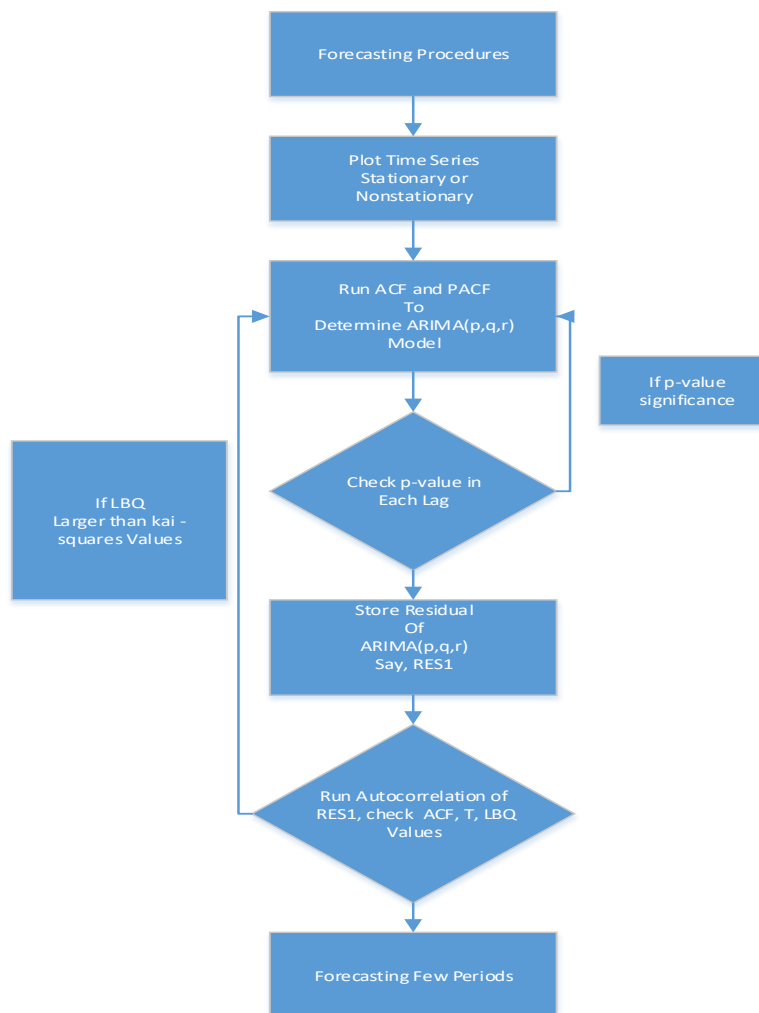 Forecasting Procedures
Plot Time Series
Stationary or
Nonstationary
Run ACF and PACF
To
Determine ARIMA(p,q,r)
Model
If p-value
significance
Check p-value in
Each Lag
If LBQ
Larger than kai -
squares Values
Store Residual
Of
ARIMA(p,q,r)
Say, RES1
Run Autocorrelation of
RES1, check ACF, T, LBQ
Values
Forecasting Few Periods